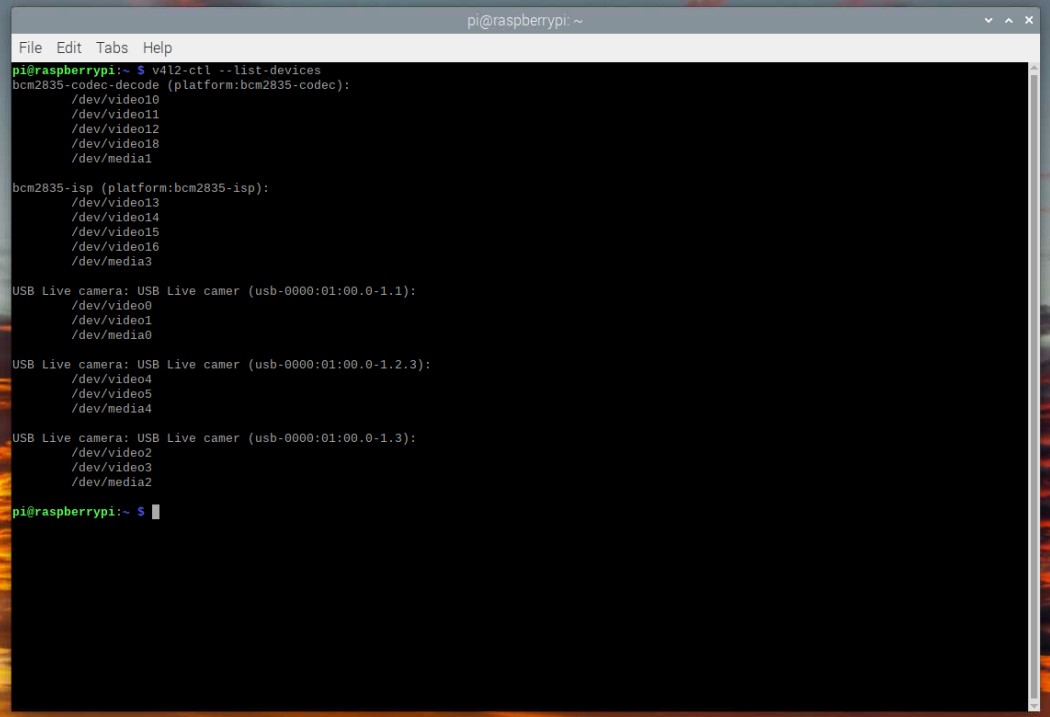 pi@raspberrypi: ~
File Edit Tabs Help
pi@raspberrypi:~ $ v4l2-ctl --list-devices
bcm2835-codec-decode (platform:bcm2835-codec):
/dev/video10
/dev/video11
/dev/video12
/dev/video18
/dev/media1
bcm2835-isp (platform:bcm2835-isp):
/dev/video13
/dev/video14
/dev/video15
/dev/video16
/dev/media3
USB Live camera: USB Live camer (usb-0000:01:00.0-1.1):
/dev/video0
/dev/video1
/dev/media0
USB Live camera: USB Live camer (usb-0000:01:00.0-1.2.3):
/dev/video4
/dev/video5
/dev/media4
USB Live camera: USB Live camer (usb-0000:01:00.0-1.3):
/dev/video2
/dev/video3
/dev/media2
pi@raspberrypi:~ $